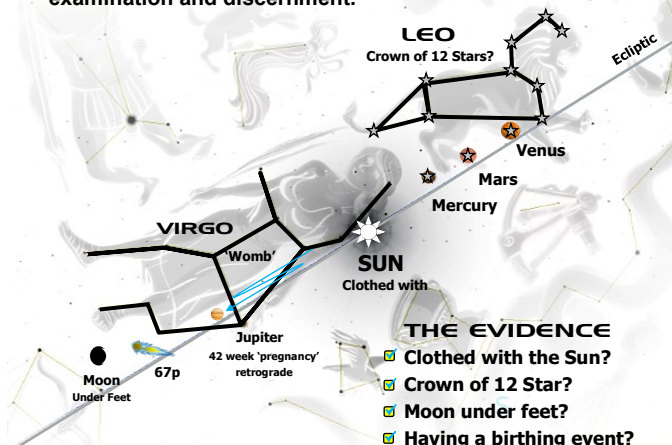 examination and discernment.
LEO
Crown of 12 Stars?
Ecliptic
Venus
Mars
Mercury
VIRGO
'Womb'
SUN
Clothed with
Jupiter
42 week 'pregnancy'
retrograde
67p
Moon
Under Feet
THE EVIDENCE
Clothed with the Sun?
Crown of 12 Star?
Moon under feet?
Having a birthing event?